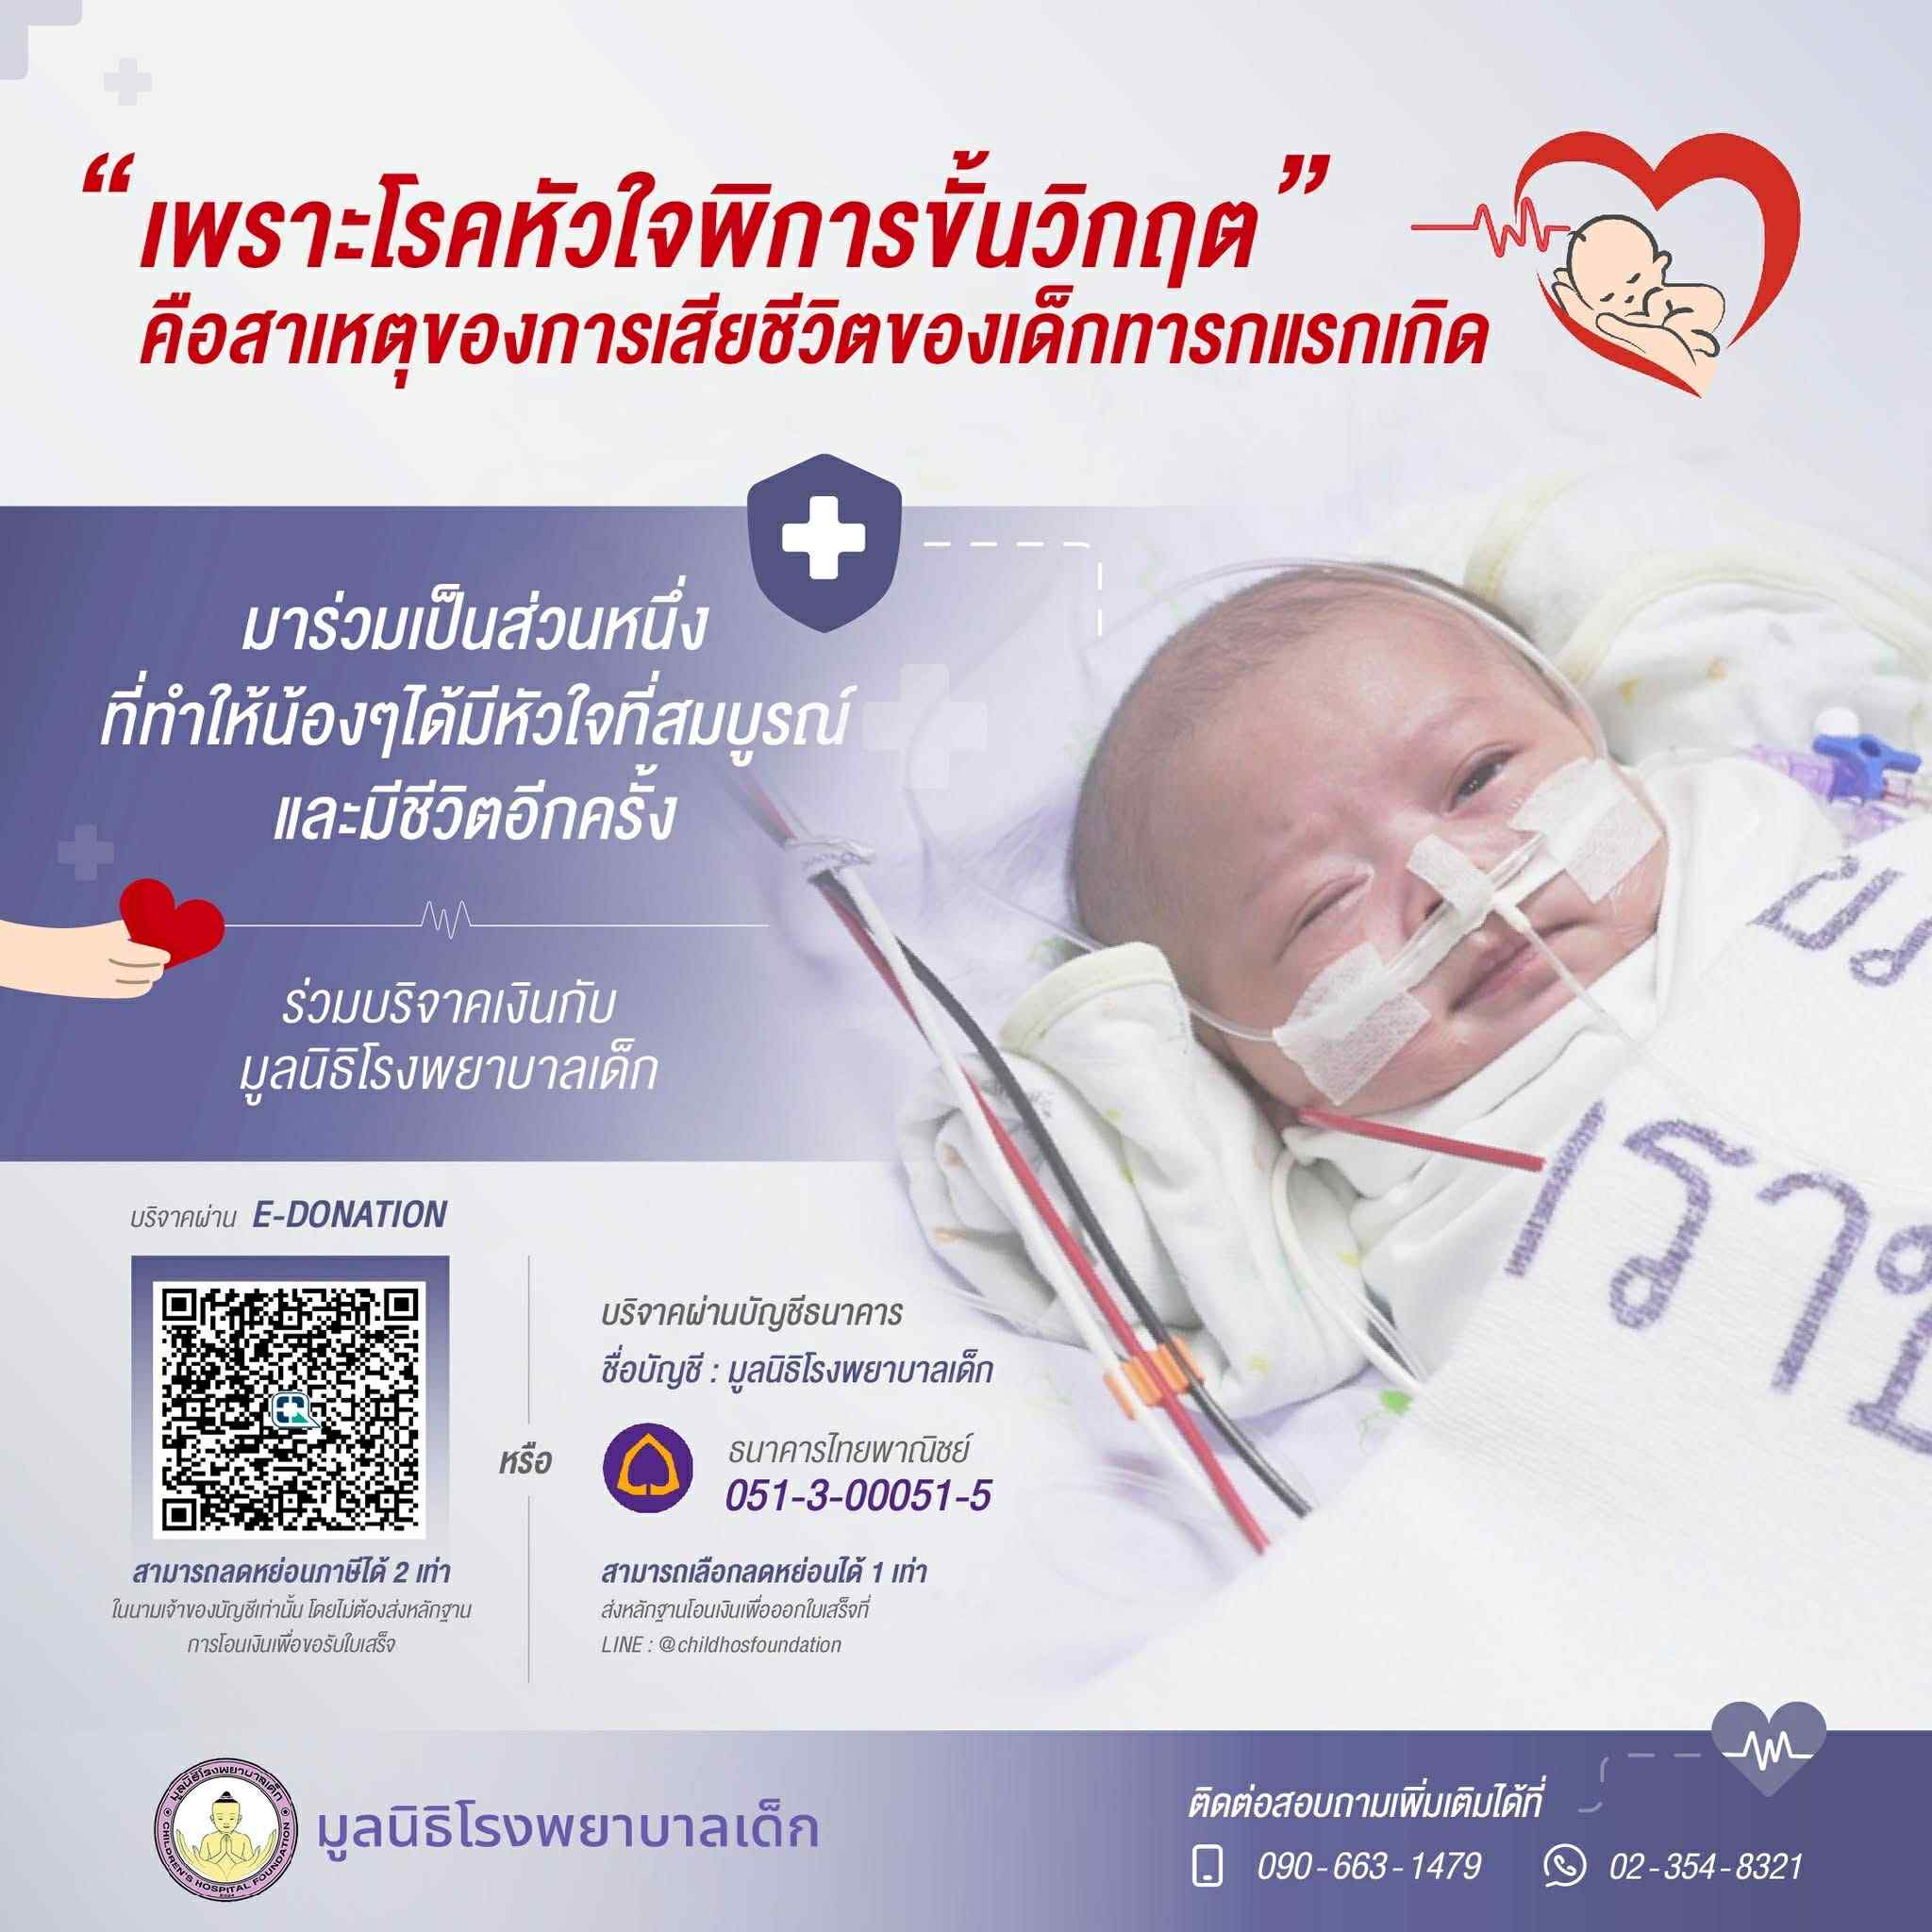 “เพราะโรคหัวใจพิการขั้นวิกฤต”
คือสาเหตุของการเสียชีวิตของเด็กทารกแรกเกิด
มาร่วมเป็นส่วนหนึ่ง
ที่ทำให้น้องๆได้มีหัวใจที่สมบูรณ์
และมีชีวิตอีกครั้ง
ร่วมบริจาคเงินกับ
มูลนิธิโรงพยาบาลเด็ก
บริจาคผ่าน E-DONATION
สามารถลดหย่อนภาษีได้ 2 เท่า
ในนามเจ้าของบัญชีเท่านั้น โดยไม่ต้องส่งหลักฐาน
การโอนเงินเพื่อขอรับใบเสร็จ
หรือ
บริจาคผ่านบัญชีธนาคาร
ชื่อบัญชี : มูลนิธิโรงพยาบาลเด็ก
ธนาคารไทยพาณิชย์
051-3-00051-5
สามารถเลือกลดหย่อนได้ 1 เท่า
ส่งหลักฐานโอนเงินเพื่อออกใบเสร็จที่
LINE : @childhosfoundation
มูลนิธิโรงพยาบาลเด็ก
CHILDREN'S HOSPITAL FOUNDATION
มูลนิธิโรงพยาบาลเด็ก
ติดต่อสอบถามเพิ่มเติมได้ที่
090-663-1479
02-354-8321